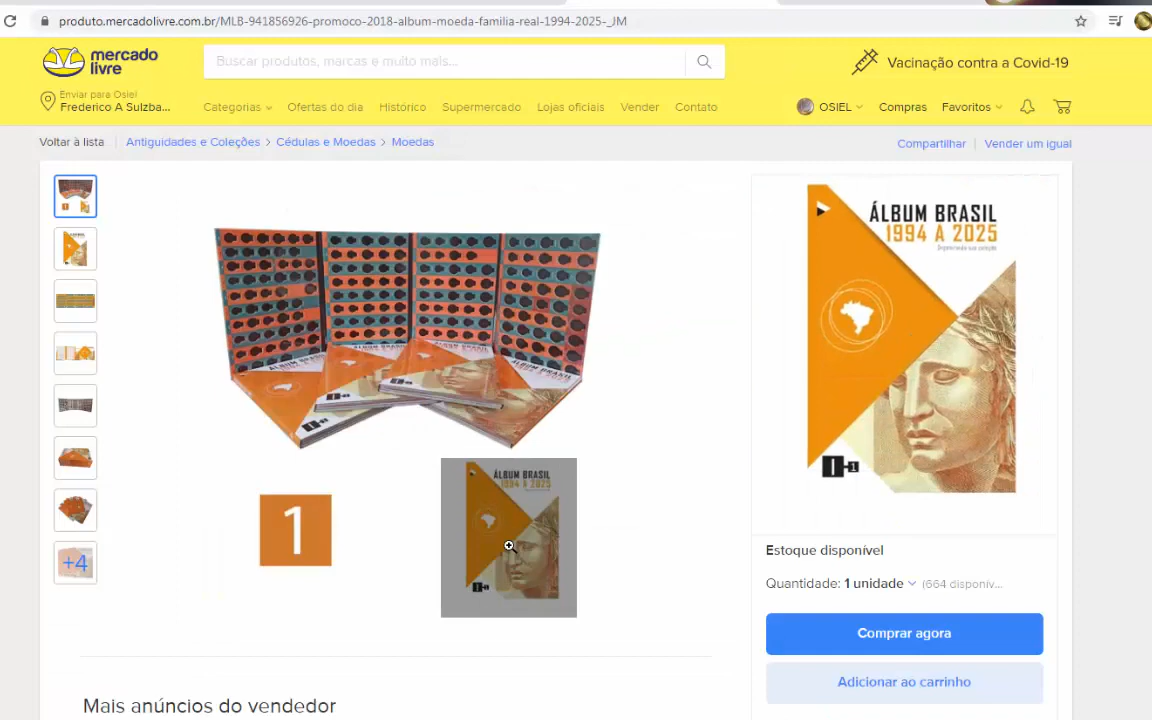 produto.mercadolivre.com.br/MLB-941856926-promoco-2018-album-moeda-familia-real-1994-2025-_JM
mercado
livre
Buscar produtos, marcas e muito mais...
Vacinação contra a Covid-19
Enviar para Osiel
Frederico A Sulzba...
Categorias
Ofertas do dia
Histórico
Supermercado
Lojas oficiais
Vender
Contato
OSIEL
Compras
Favoritos
Voltar à lista
Antiguidades e Coleções > Cédulas e Moedas > Moedas
Compartilhar
Vender um igual
ÁLBUM BRASIL
1994 A 2025
ÁLBUM BRASIL
ÁLBUM BRASIL
1
ÁLBUM BRASIL
1994 A 2025
+4
Estoque disponível
Quantidade: 1 unidade (664 disponív...
Comprar agora
Adicionar ao carrinho
Mais anúncios do vendedor